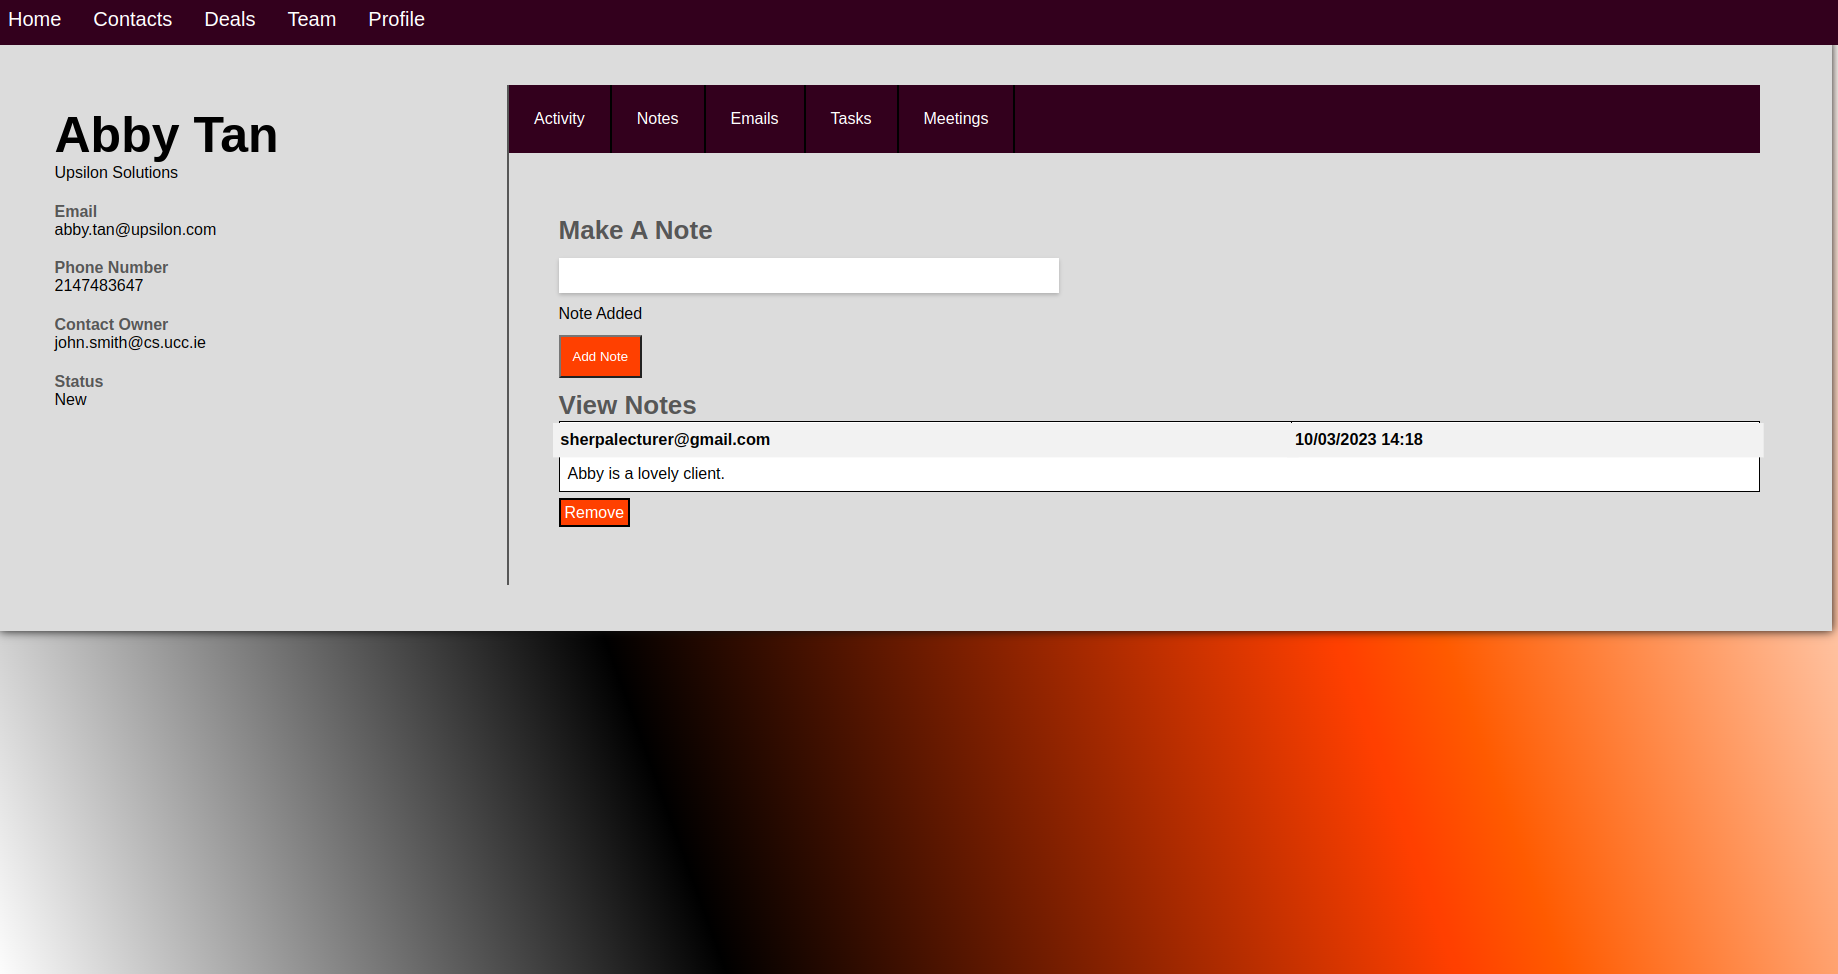 Home Contacts Deals Team Profile
Abby Tan
Upsilon Solutions
Email
abby.tan@upsilon.com
Phone Number
2147483647
Contact Owner
john.smith@cs.ucc.ie
Status
New
Activity Notes Emails Tasks Meetings
Make A Note
Note Added
Add Note
View Notes
sherpalecturer@gmail.com 10/03/2023 14:18
Abby is a lovely client.
Remove